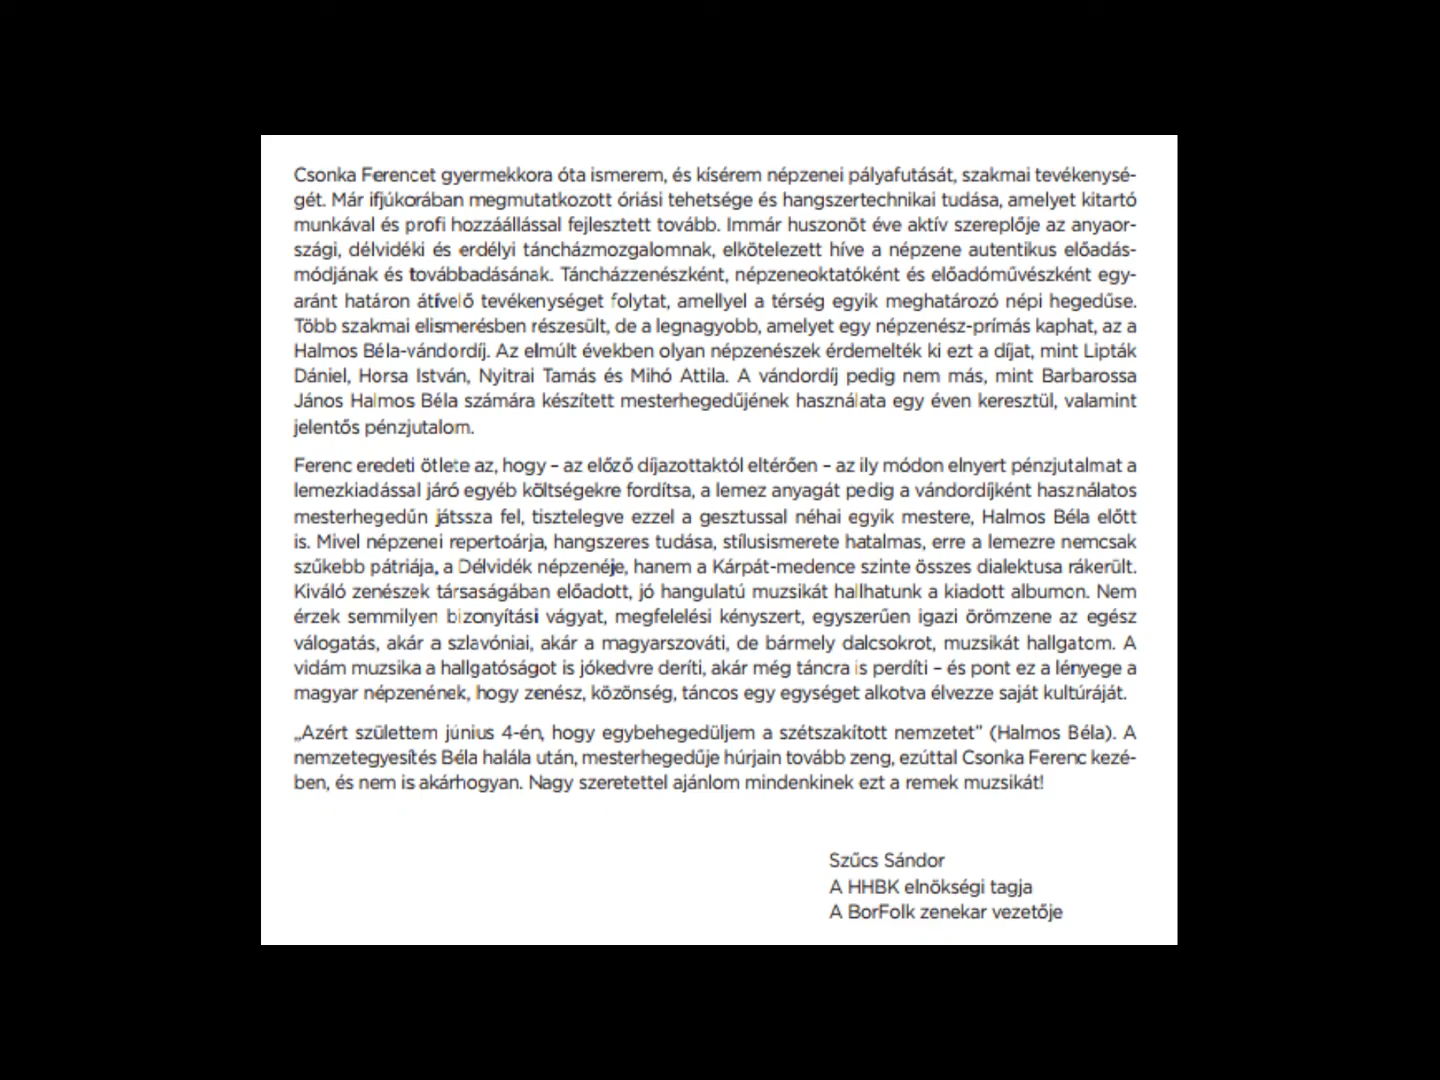 Csonka Ferencet gyermekkora óta ismerem, és kísérem népzenei pályafutását, szakmai tevékenysé-
gét. Már ifjúkorában megmutatkozott óriási tehetsége és hangszertechnikai tudása, amelyet kitartó
munkával és profi hozzáállással fejlesztett tovább. Immár huszonöt éve aktív szereplője az anyaor-
szági, délvidéki és erdélyi táncházmozgalomnak, elkötelezett híve a népzene autentikus előadás-
módjának és továbbadásának. Táncházzenészként, népzeneoktatóként és előadóművészként egy-
aránt határon átívelő tevékenységet folytat, amellyel a térség egyik meghatározó népi hegedűse.
Több szakmai elismerésben részesült, de a legnagyobb, amelyet egy népzenész-prímás kaphat, az a
Halmos Béla-vándordíj. Az elmúlt években olyan népzenészek érdemelték ki ezt a díjat, mint Lipták
Dániel, Horsa István, Nyitrai Tamás és Mihó Attila. A vándordíj pedig nem más, mint Barbarossa
János Halmos Béla számára készített mesterhegedűjének használata egy éven keresztül, valamint
jelentős pénzjutalom.
Ferenc eredeti ötlete az, hogy – az előző díjazottaktól eltérően – az ily módon elnyert pénzjutalmat a
lemezkiadással járó egyéb költségekre fordítsa, a lemez anyagát pedig a vándordíjként használatos
mesterhegedűn játssza fel, tisztelegve ezzel a gesztussal néhai egyik mestere, Halmos Béla előtt
is. Mivel népzenei repertoárja, hangszeres tudása, stílusismerete hatalmas, erre a lemezre nemcsak
szűkebb pátriája, a Délvidék népzenéje, hanem a Kárpát-medence szinte összes dialektusa rákerült.
Kiváló zenészek társaságában előadott, jó hangulatú muzsikát hallhatunk a kiadott albumon. Nem
érzek semmilyen bizonyítási vágyat, megfelelési kényszert, egyszerűen igazi örömzene az egész
válogatás, akár a szlavóniai, akár a magyarszováti, de bármely dalcsokrot, muzsikát hallgatom. A
vidám muzsika a hallgatóságot is jókedvre deríti, akár még táncra is perdíti – és pont ez a lényege a
magyar népzenének, hogy zenész, közönség, táncos egy egységet alkotva élvezze saját kultúráját.
„Azért születtem június 4-én, hogy egybehegedüljem a szétszakított nemzetet” (Halmos Béla). A
nemzetegyesítés Béla halála után, mesterhegedűje húrjain tovább zeng, ezúttal Csonka Ferenc kezé-
ben, és nem is akárhogyan. Nagy szeretettel ajánlom mindenkinek ezt a remek muzsikát!
Szűcs Sándor
A HHBK elnökségi tagja
A BorFolk zenekar vezetője